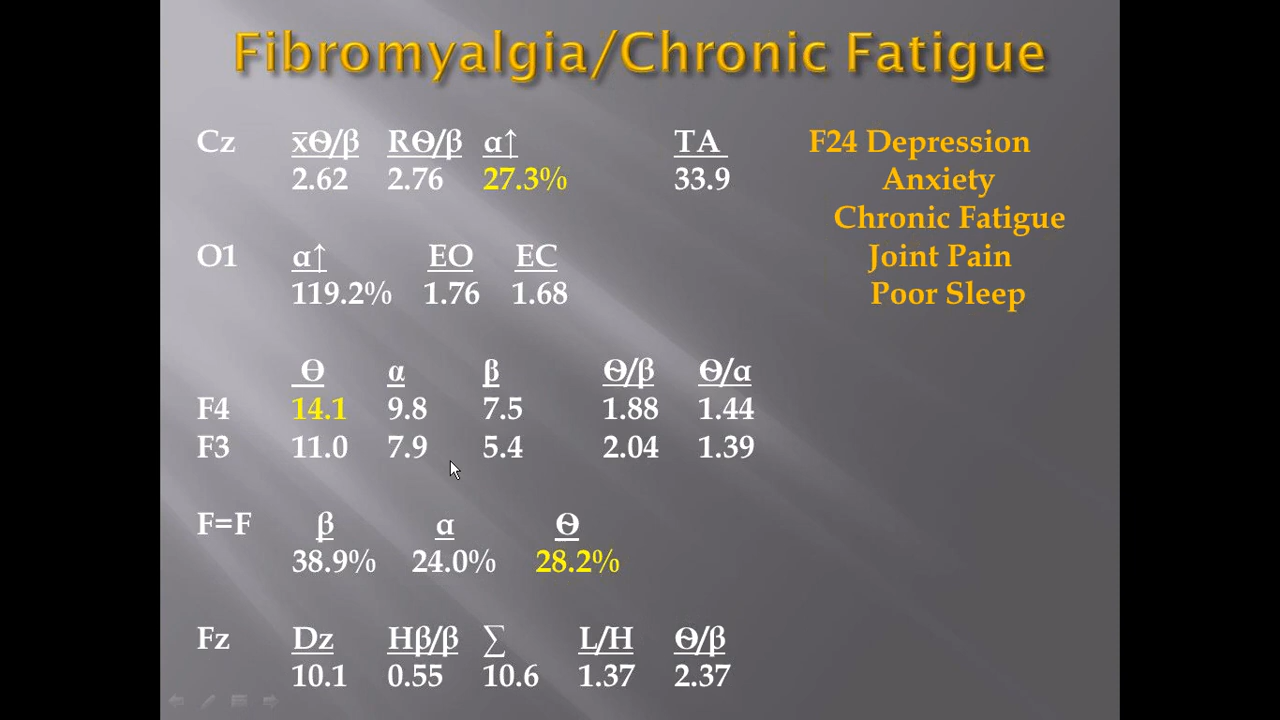 Fibromyalgia/Chronic Fatigue
Cz x̅Ө/β RӨ/β α↑ TA F24 Depression
2.62 2.76 27.3% 33.9 Anxiety
Chronic Fatigue
O1 α↑ EO EC Joint Pain
119.2% 1.76 1.68 Poor Sleep
Ө α β Ө/β Ө/α
F4 14.1 9.8 7.5 1.88 1.44
F3 11.0 7.9 5.4 2.04 1.39
F=F β α Ө
38.9% 24.0% 28.2%
Fz Dz Hβ/β ∑ L/H Ө/β
10.1 0.55 10.6 1.37 2.37